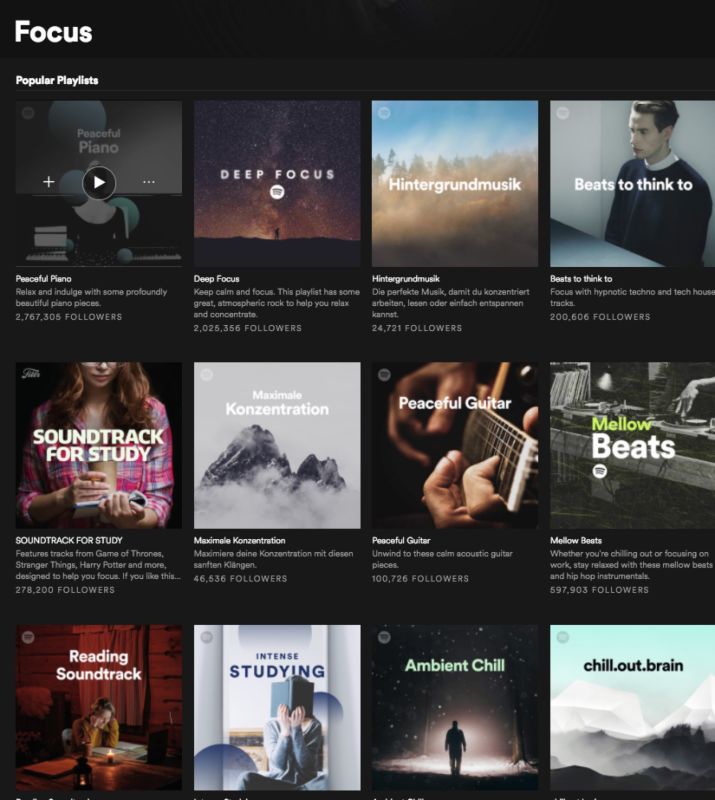 Focus
Popular Playlists
Peaceful
Piano
DEEP FOCUS
Hintergrundmusik
Beats to think to
Peaceful Piano
Relax and indulge with some profoundly
beautiful piano pieces.
2,767,305 FOLLOWERS
Deep Focus
Keep calm and focus. This playlist has some
great, atmospheric rock to help you relax
and concentrate.
2,025,356 FOLLOWERS
Hintergrundmusik
Die perfekte Musik, damit du konzentriert
arbeiten, lesen oder einfach entspannen
kannst.
24,721 FOLLOWERS
Beats to think to
Focus with hypnotic techno and tech house
tracks.
200,606 FOLLOWERS
SOUNDTRACK
FOR STUDY
Maximale
Konzentration
Peaceful Guitar
Mellow
Beats
SOUNDTRACK FOR STUDY
Features tracks from Game of Thrones,
Stranger Things, Harry Potter and more,
designed to help you focus. If you like this...
278,200 FOLLOWERS
Maximale Konzentration
Maximiere deine Konzentration mit diesen
sanften Klängen.
46,536 FOLLOWERS
Peaceful Guitar
Unwind to these calm acoustic guitar
pieces.
100,726 FOLLOWERS
Mellow Beats
Whether you're chilling out or focusing on
work, stay relaxed with these mellow beats
and hip hop instrumentals.
597,903 FOLLOWERS
Reading
Soundtrack
INTENSE
STUDYING
Ambient Chill
chill.out.brain